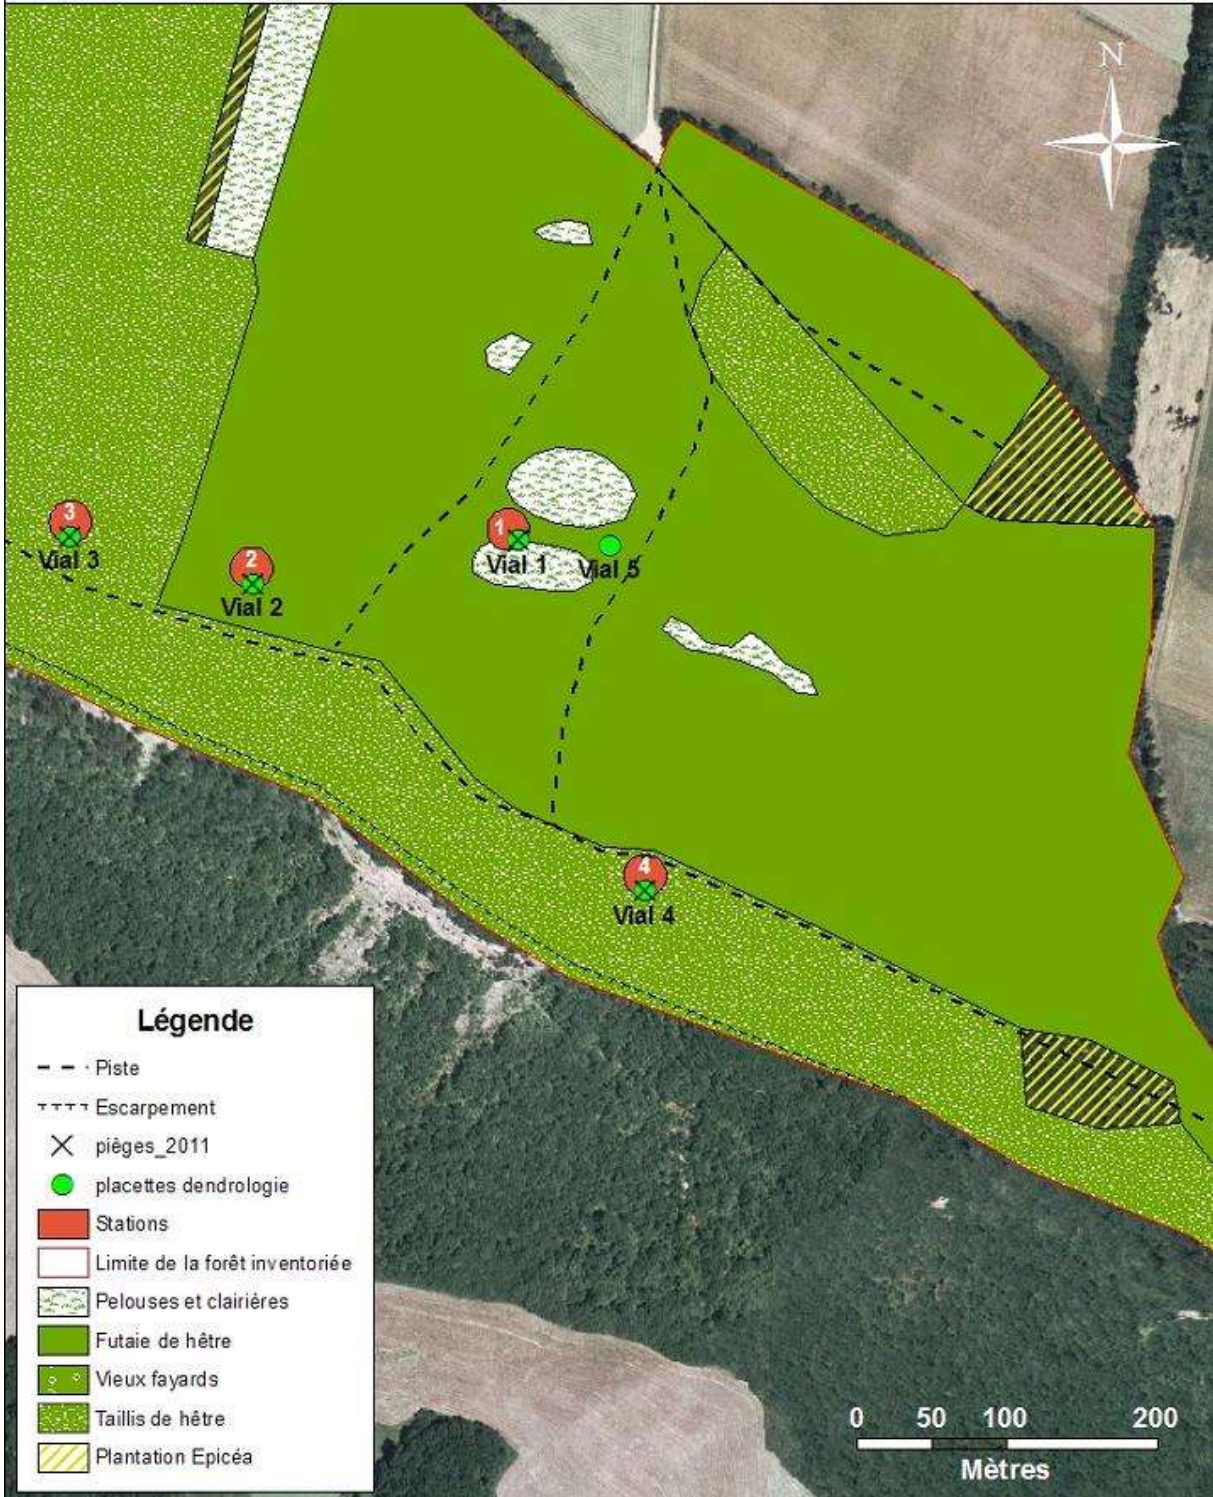 N
3
Vial 3
2
Vial 2
1
Vial 1
Vial 5
4
Vial 4
Légende
Piste
Escarpement
pièges_2011
placettes dendrologie
Stations
Limite de la forêt inventoriée
Pelouses et clairières
Futaie de hêtre
Vieux fayards
Taillis de hêtre
Plantation Epicéa
0 50 100 200
Mètres